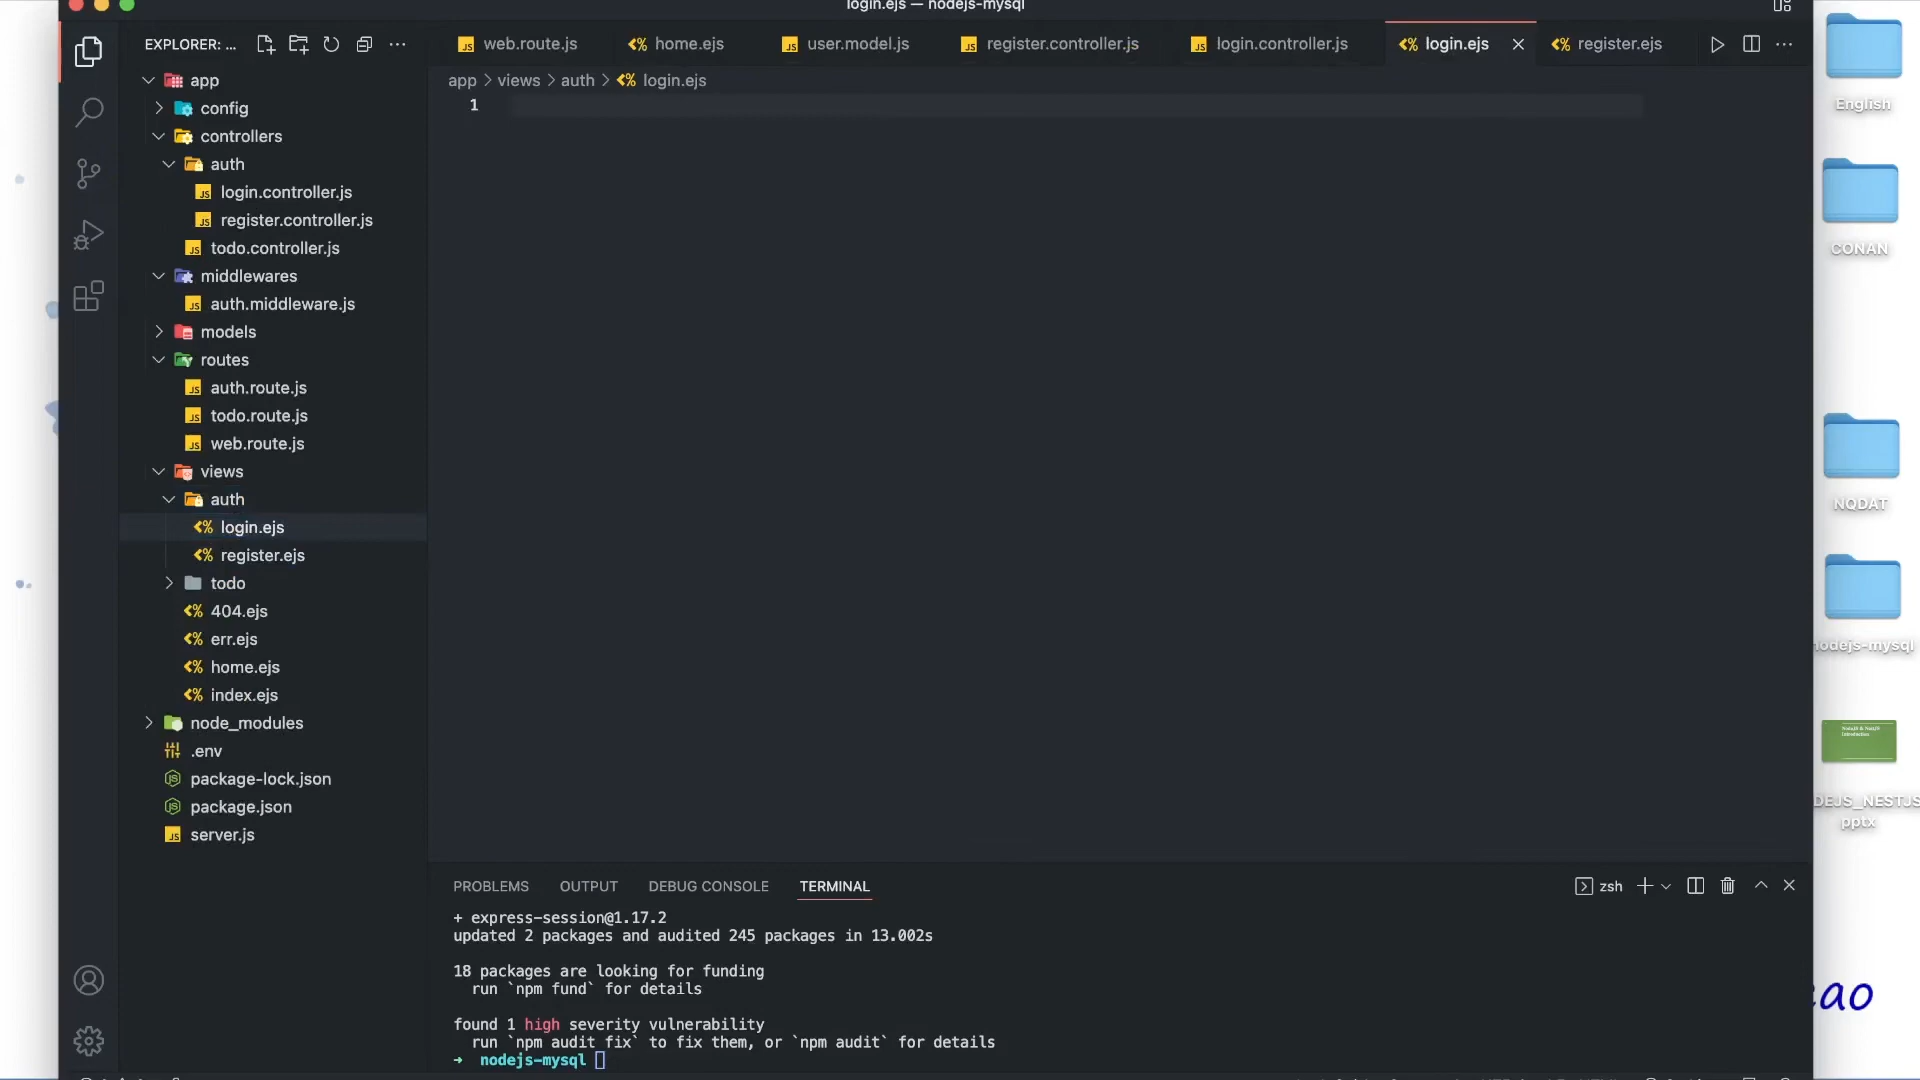 login.ejs — nodejs-mysql
EXPLORER: ...
web.route.js
home.ejs
user.model.js
register.controller.js
login.controller.js
login.ejs
register.ejs
app > views > auth > login.ejs
1
app
config
controllers
auth
login.controller.js
register.controller.js
todo.controller.js
middlewares
auth.middleware.js
models
routes
auth.route.js
todo.route.js
web.route.js
views
auth
login.ejs
register.ejs
todo
404.ejs
err.ejs
home.ejs
index.ejs
node_modules
.env
package-lock.json
package.json
server.js
PROBLEMS
OUTPUT
DEBUG CONSOLE
TERMINAL
zsh
+ express-session@1.17.2
updated 2 packages and audited 245 packages in 13.002s
18 packages are looking for funding
run `npm fund` for details
found 1 high severity vulnerability
run `npm audit fix` to fix them, or `npm audit` for details
→ nodejs-mysql
English
CONAN
NQDAT
nodejs-mysql
DEJS_NESTJS
pptx